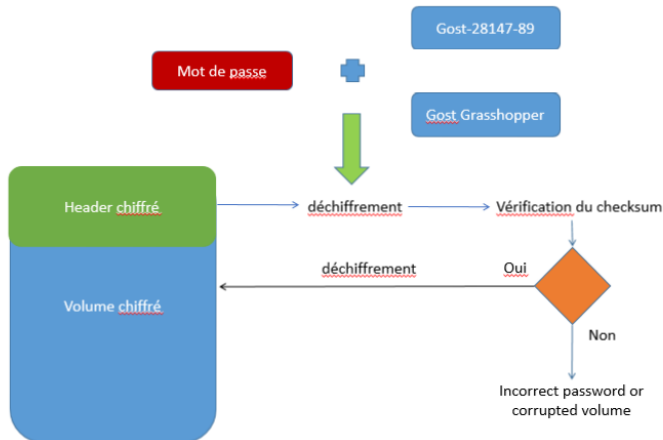 Gost-28147-89
Mot de passe
Gost Grasshopper
Header chiffré
déchiffrement
Vérification du checksum
déchiffrement
Oui
Volume chiffré
Non
Incorrect password or
corrupted volume